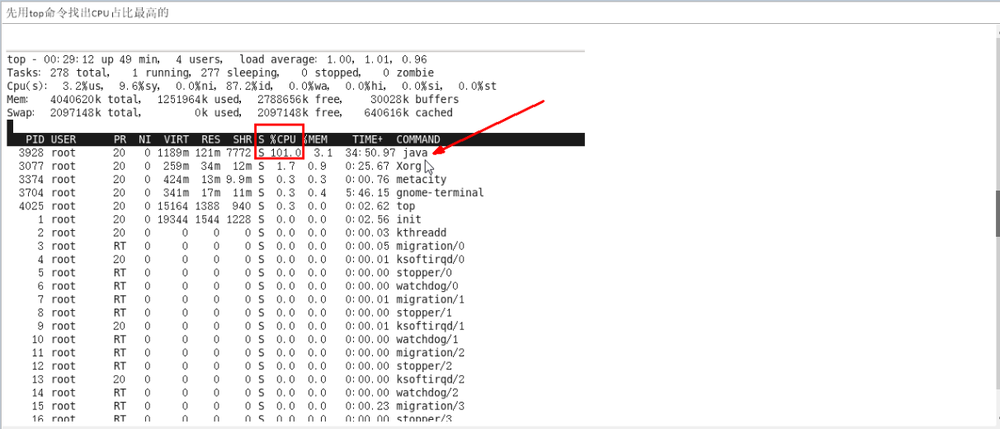 先用top命令找出CPU占比最高的
top - 00:29:12 up 49 min,  4 users,  load average: 1.00, 1.01, 0.96
Tasks: 278 total,   1 running, 277 sleeping,   0 stopped,   0 zombie
Cpu(s):  3.2%us,  9.6%sy,  0.0%ni, 87.2%id,  0.0%wa,  0.0%hi,  0.0%si,  0.0%st
Mem:   4040620k total,  1251964k used,  2788656k free,    30028k buffers
Swap:  2097148k total,        0k used,  2097148k free,   640616k cached
PID USER      PR  NI  VIRT  RES  SHR S %CPU %MEM    TIME+  COMMAND
3928 root      20   0 1189m 121m 7772 S 101.0  3.1  34:50.97 java
3077 root      20   0  259m  34m  12m S  1.7  0.9   0:25.67 Xorg
3374 root      20   0  424m  13m 9.9m S  0.3  0.3   0:00.76 metacity
3704 root      20   0  341m  17m  11m S  0.3  0.4   5:46.15 gnome-terminal
4025 root      20   0 15164 1388  940 S  0.3  0.0   0:02.62 top
1 root      20   0 19344 1544 1228 S  0.0  0.0   0:02.56 init
2 root      20   0     0    0    0 S  0.0  0.0   0:00.03 kthreadd
3 root      RT   0     0    0    0 S  0.0  0.0   0:00.05 migration/0
4 root      20   0     0    0    0 S  0.0  0.0   0:00.01 ksoftirqd/0
5 root      RT   0     0    0    0 S  0.0  0.0   0:00.00 stopper/0
6 root      RT   0     0    0    0 S  0.0  0.0   0:00.00 watchdog/0
7 root      RT   0     0    0    0 S  0.0  0.0   0:00.01 migration/1
8 root      RT   0     0    0    0 S  0.0  0.0   0:00.00 stopper/1
9 root      20   0     0    0    0 S  0.0  0.0   0:00.01 ksoftirqd/1
10 root      RT   0     0    0    0 S  0.0  0.0   0:00.00 watchdog/1
11 root      RT   0     0    0    0 S  0.0  0.0   0:00.00 migration/2
12 root      RT   0     0    0    0 S  0.0  0.0   0:00.00 stopper/2
13 root      20   0     0    0    0 S  0.0  0.0   0:00.00 ksoftirqd/2
14 root      RT   0     0    0    0 S  0.0  0.0   0:00.00 watchdog/2
15 root      RT   0     0    0    0 S  0.0  0.0   0:00.23 migration/3
16 root      RT   0     0    0    0 S  0.0  0.0   0:00.00 stopper/3